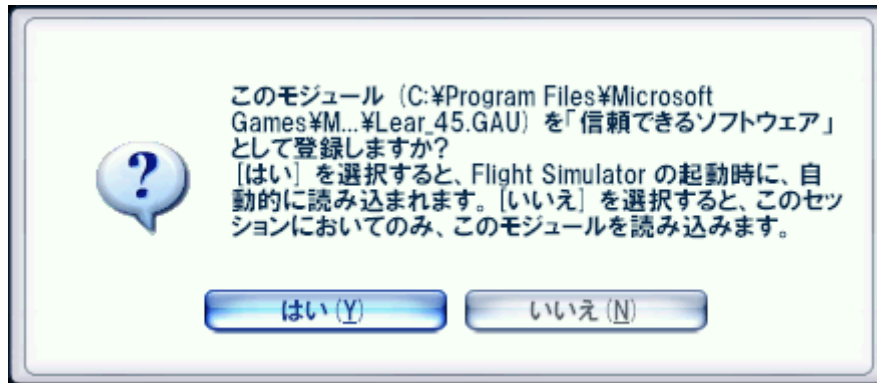 このモジュール (C:¥Program Files¥Microsoft
Games¥M...¥Lear_45.GAU) を「信頼できるソフトウェア」
として登録しますか?
[はい] を選択すると、Flight Simulator の起動時に、自
動的に読み込まれます。[いいえ] を選択すると、このセッ
ションにおいてのみ、このモジュールを読み込みます。
はい (Y)
いいえ (N)